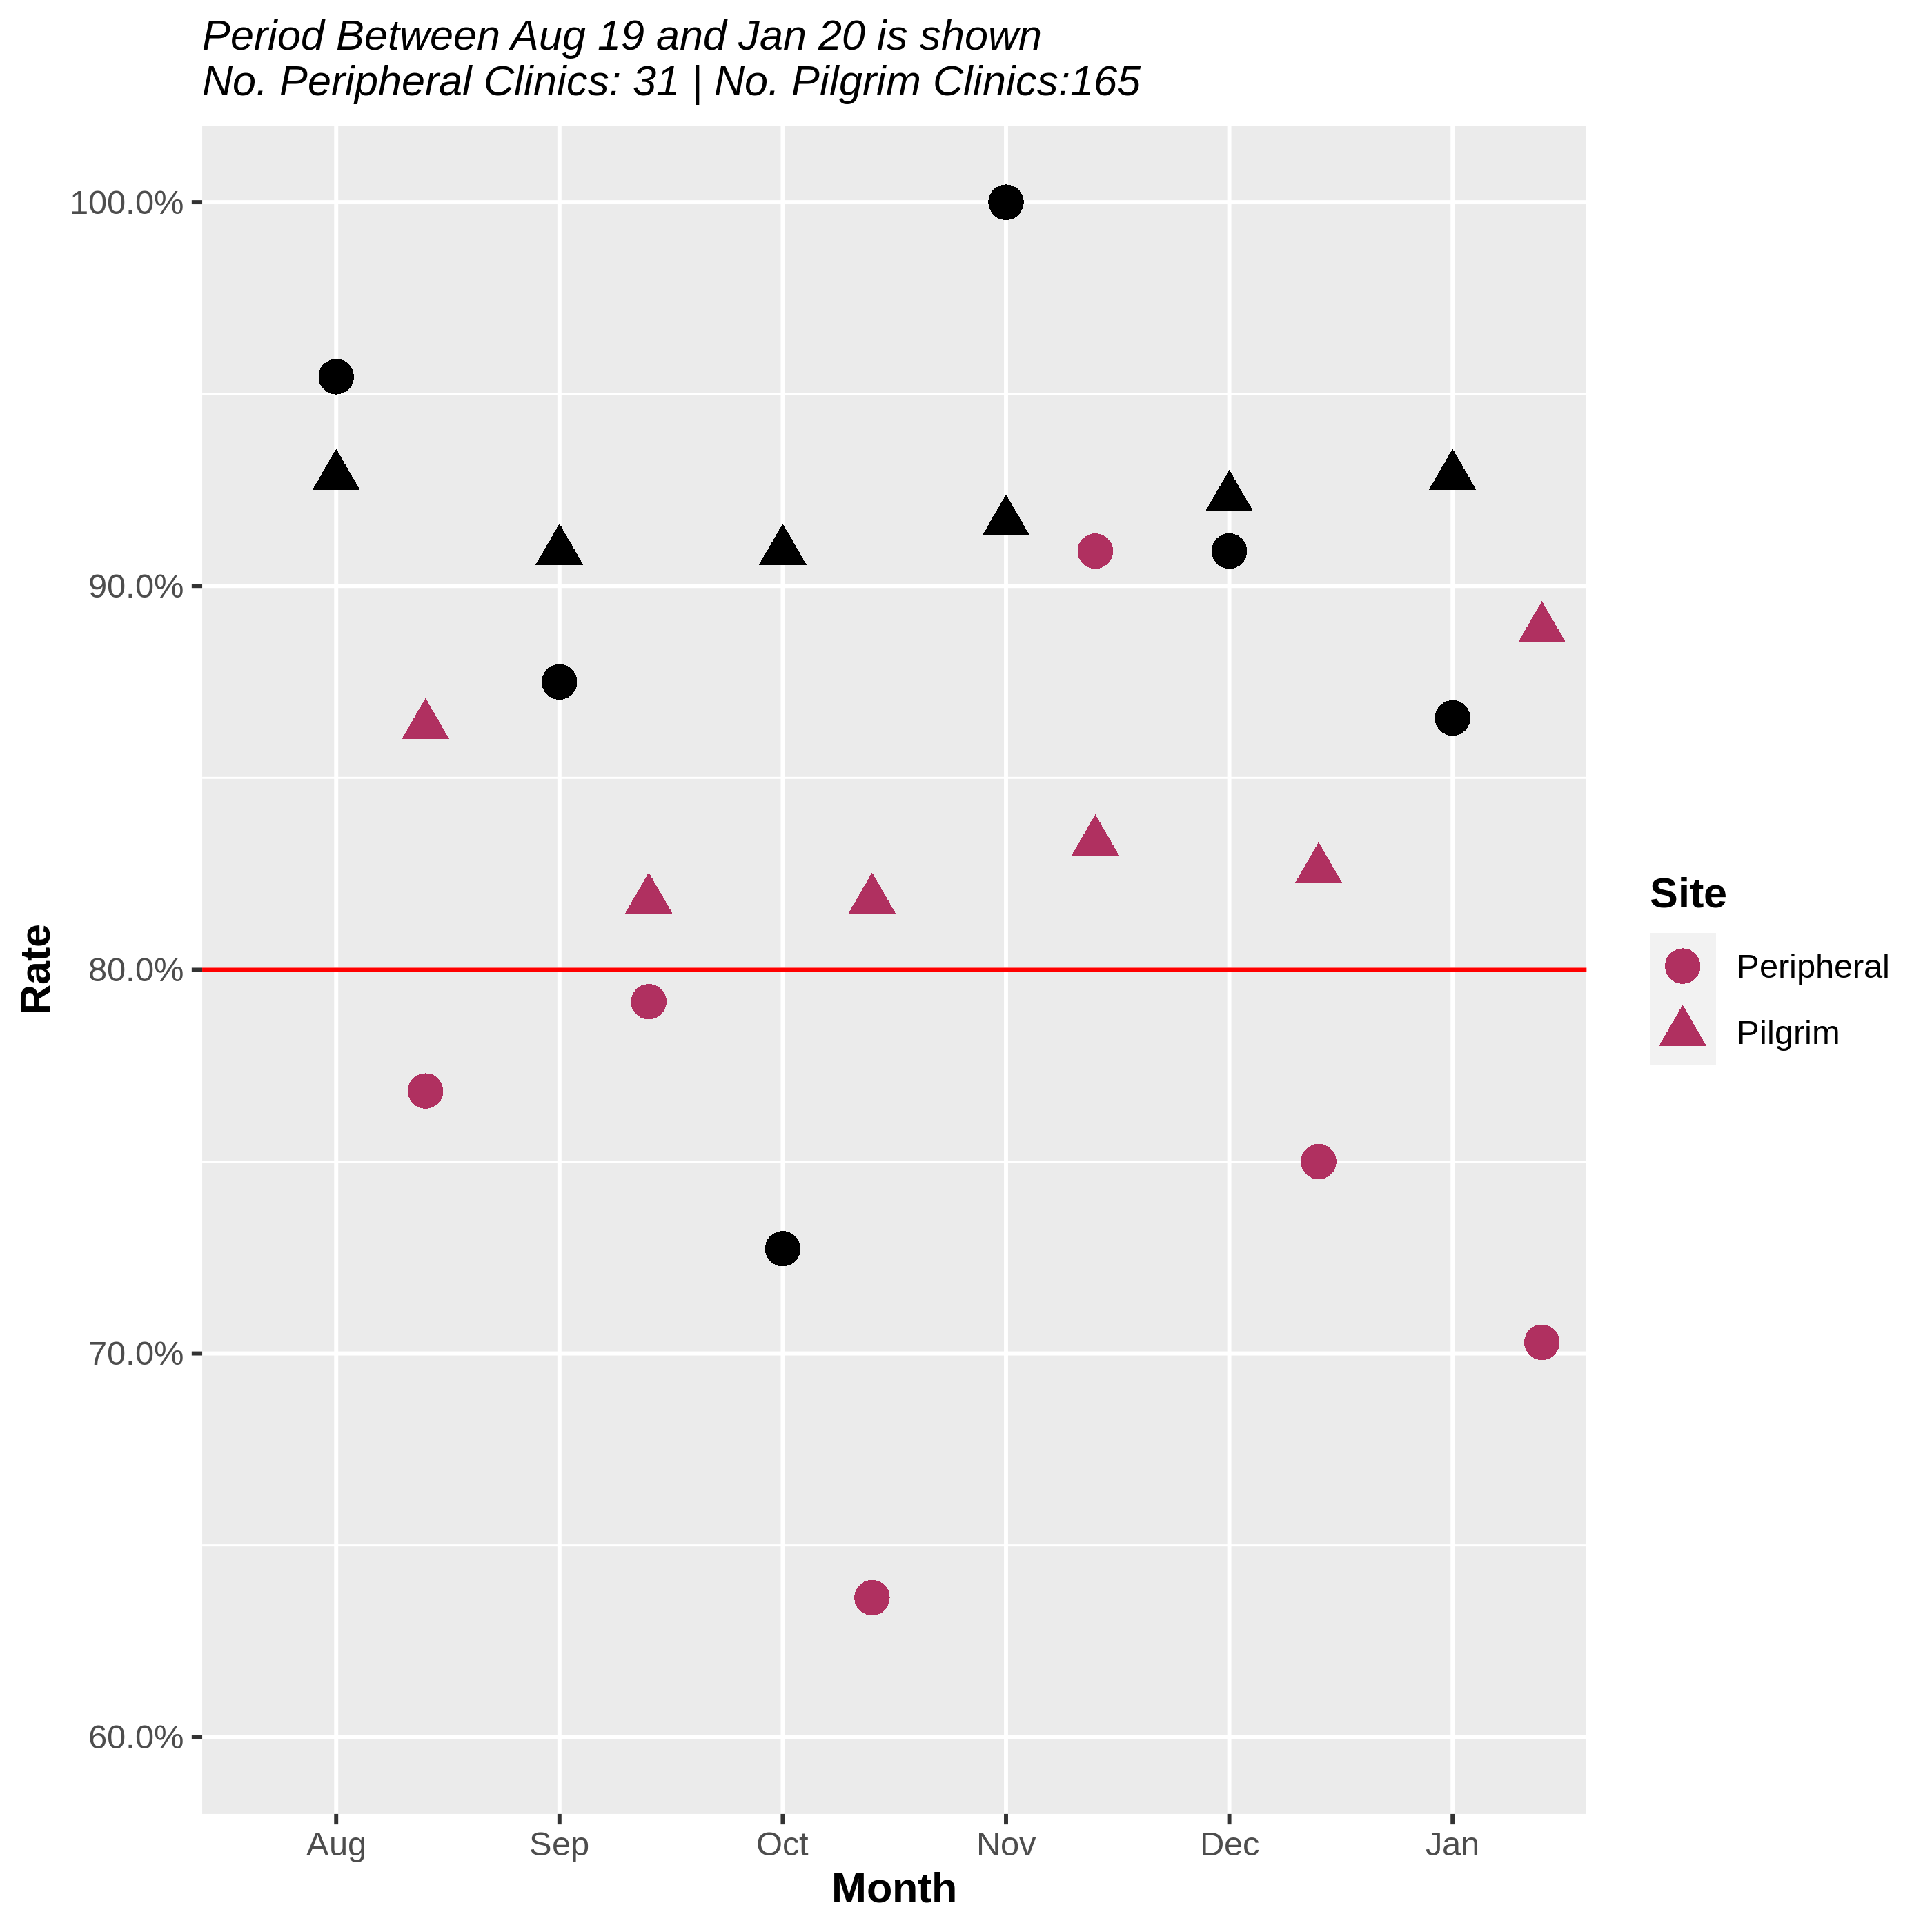 Period Between Aug 19 and Jan 20 is shown
No. Peripheral Clinics: 31 | No. Pilgrim Clinics:165
100.0%
90.0%
80.0%
70.0%
60.0%
Rate
Aug Sep Oct Nov Dec Jan
Month
Site
Peripheral
Pilgrim